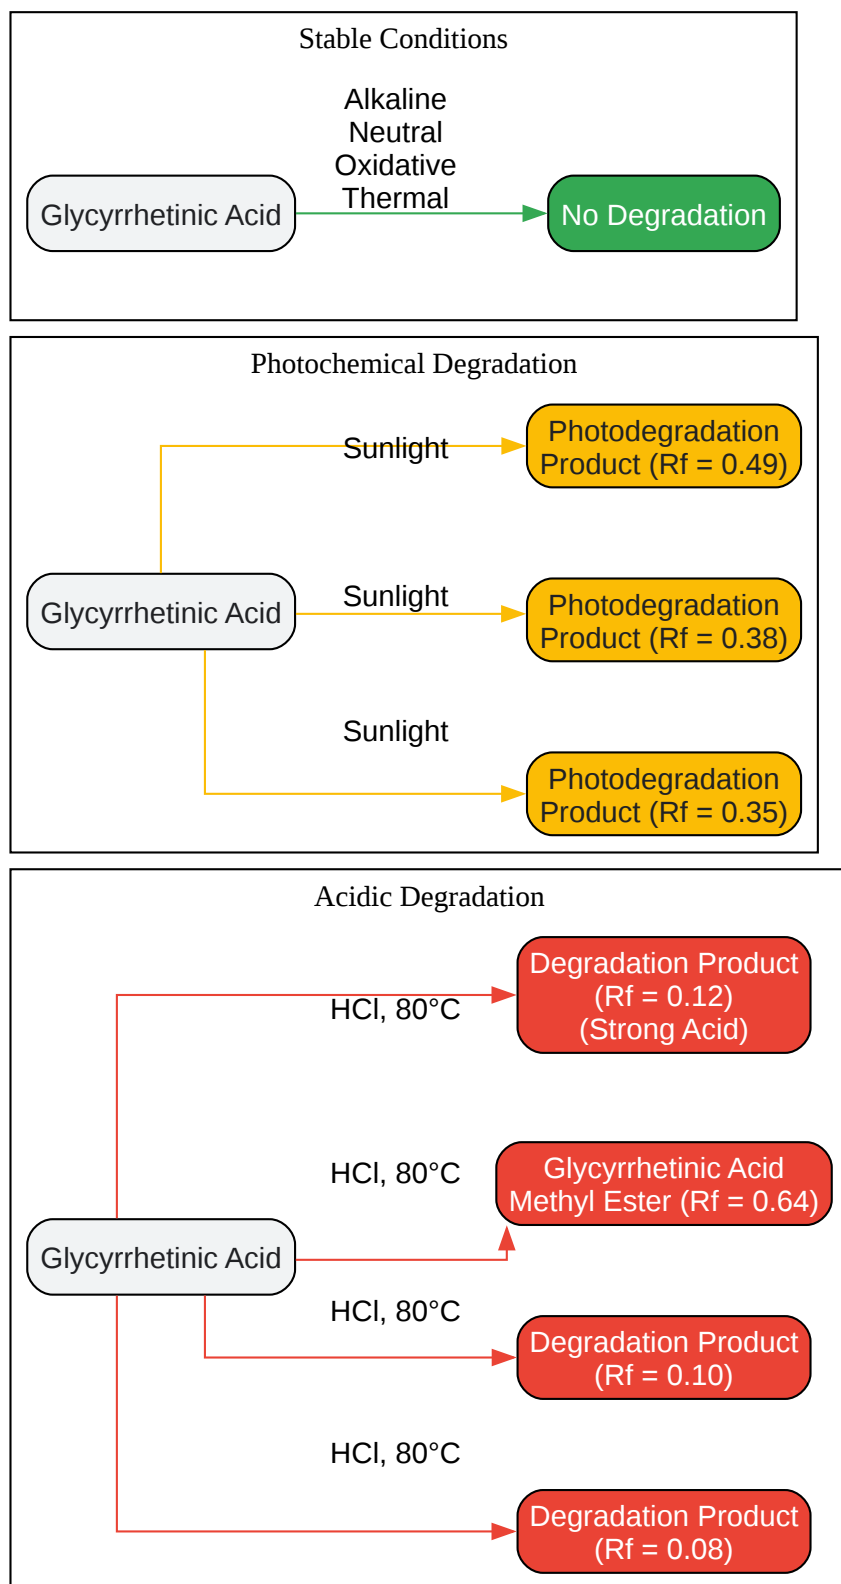 Stable Conditions
Alkaline
Neutral
Oxidative
Thermal
Glycyrrhetinic Acid
No Degradation
Photochemical Degradation
Sunlight
Photodegradation
Product (Rf = 0.49)
Glycyrrhetinic Acid
Sunlight
Photodegradation
Product (Rf = 0.38)
Sunlight
Photodegradation
Product (Rf = 0.35)
Acidic Degradation
HCl, 80°C
Degradation Product
(Rf = 0.12)
(Strong Acid)
HCl, 80°C
Glycyrrhetinic Acid
Methyl Ester (Rf = 0.64)
Glycyrrhetinic Acid
HCl, 80°C
Degradation Product
(Rf = 0.10)
HCl, 80°C
Degradation Product
(Rf = 0.08)